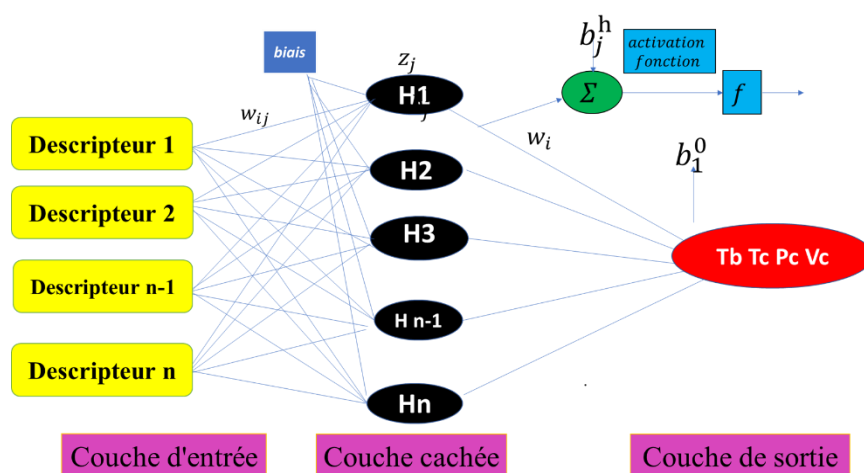 biais
z_j
b_j^h
activation
fonction
H1
j
Σ
f
w_ij
w_i
Descripteur 1
b_1^0
H2
Descripteur 2
H3
Tb Tc Pc Vc
Descripteur n-1
H n-1
Descripteur n
Hn
Couche d'entrée
Couche cachée
Couche de sortie